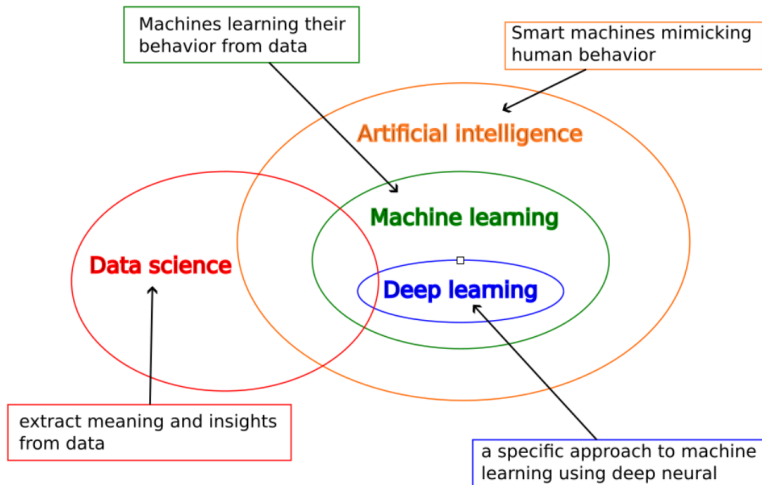 Machines learning their
behavior from data
Smart machines mimicking
human behavior
Artificial intelligence
Machine learning
Data science
Deep learning
extract meaning and insights
from data
a specific approach to machine
learning using deep neural